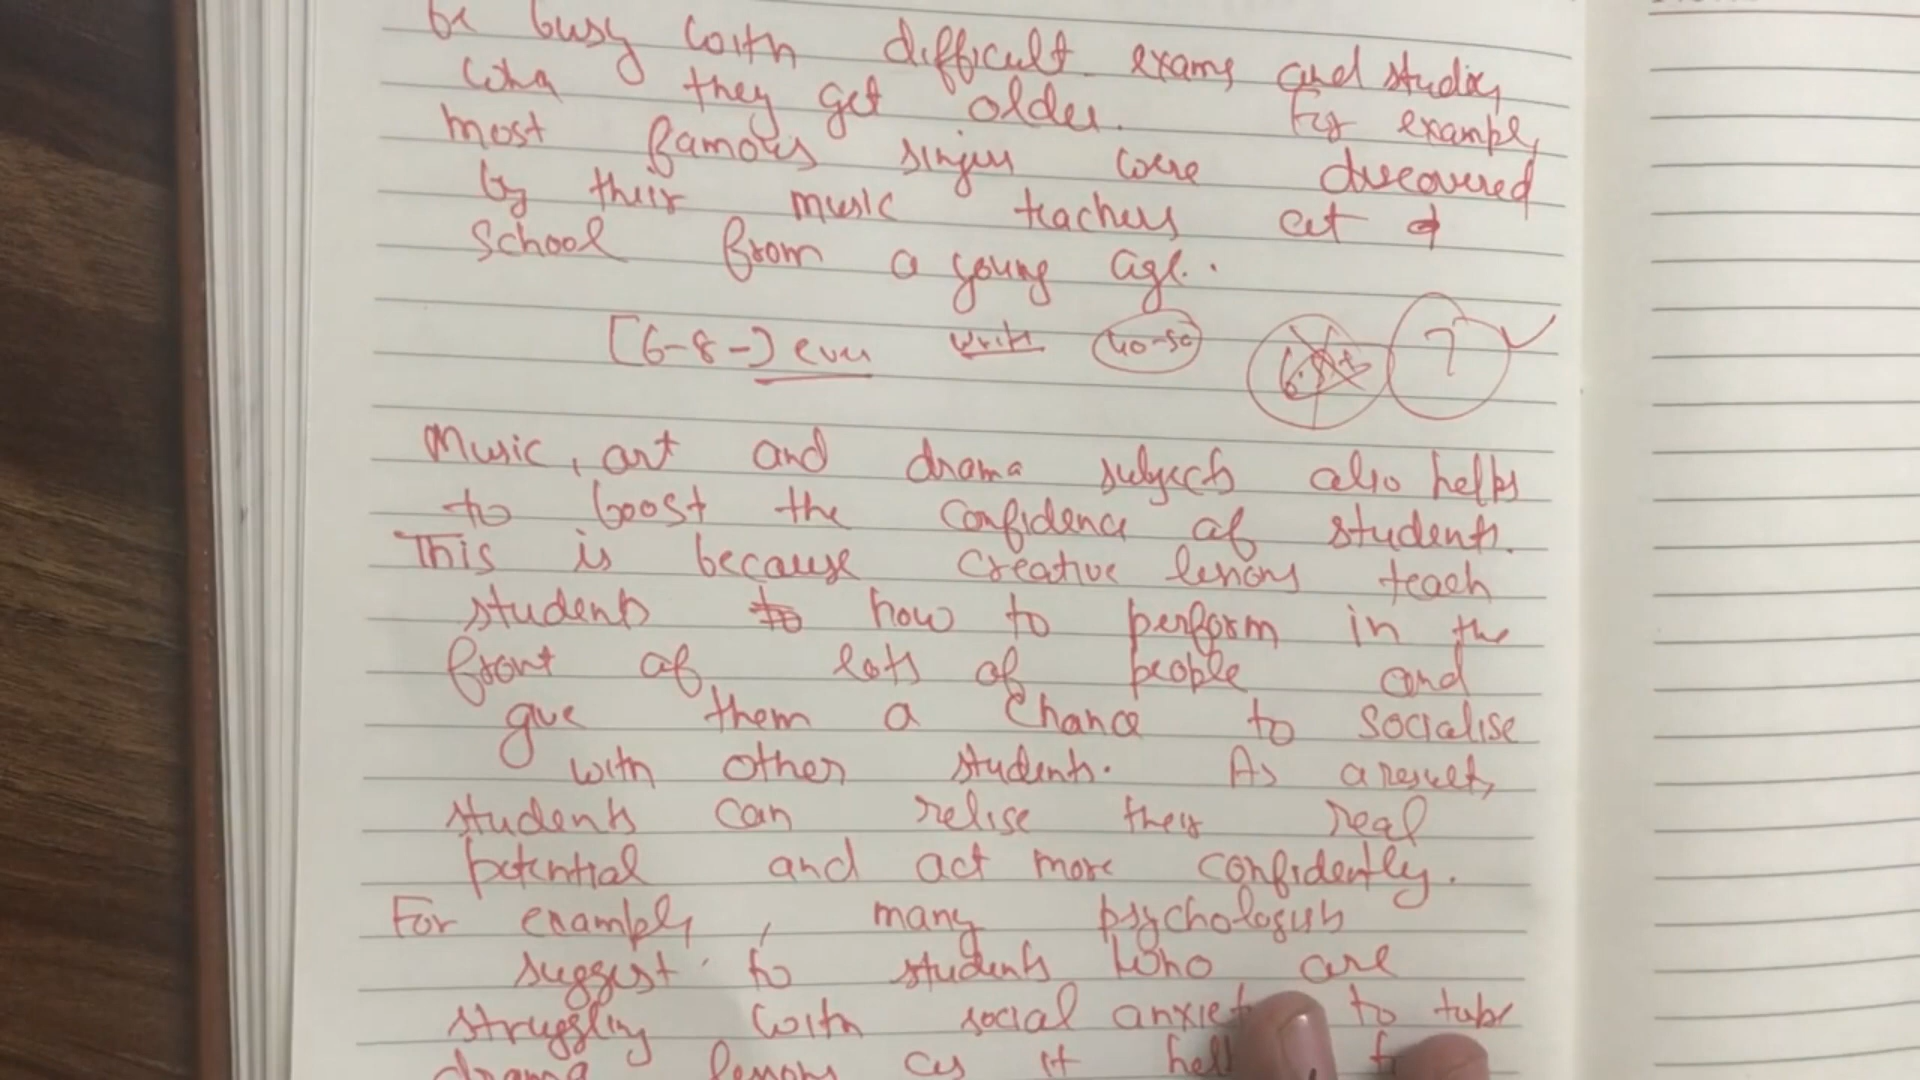 be busy with difficult exams and studies
when they get older. For example,
most famous singers were discovered
by their music teachers at
school from a young age.
[6-8-] even write 40-50 7
Music, art and drama subjects also helps
to boost the confidence of students.
This is because creative lessons teach
students to how to perform in the
front of lots of people and
give them a chance to socialise
with other students. As a result,
students can relise their real
potential and act more confidently.
For example, many psychologists
suggest to students who are
struggling with social to take
drama lessons as it